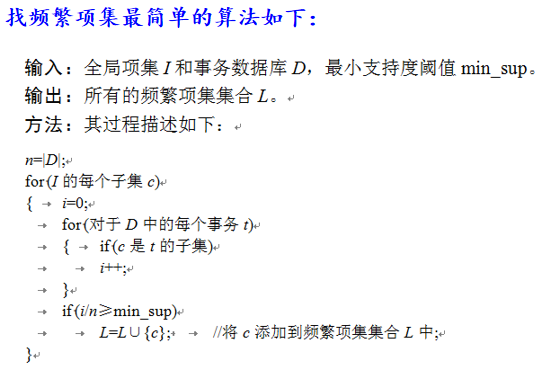 找频繁项集最简单的算法如下：
输入：全局项集 I 和事务数据库 D，最小支持度阈值 min_sup。
输出：所有的频繁项集集合 L。
方法：其过程描述如下：
n=|D|;
for(I 的每个子集 c)
{ → i=0;
→ for(对于 D 中的每个事务 t)
→ { → if(c 是 t 的子集)
→ → i++;
→ }
→ if(i/n≥min_sup)
→ → L=L∪{c}; → //将 c 添加到频繁项集集合 L 中;
}